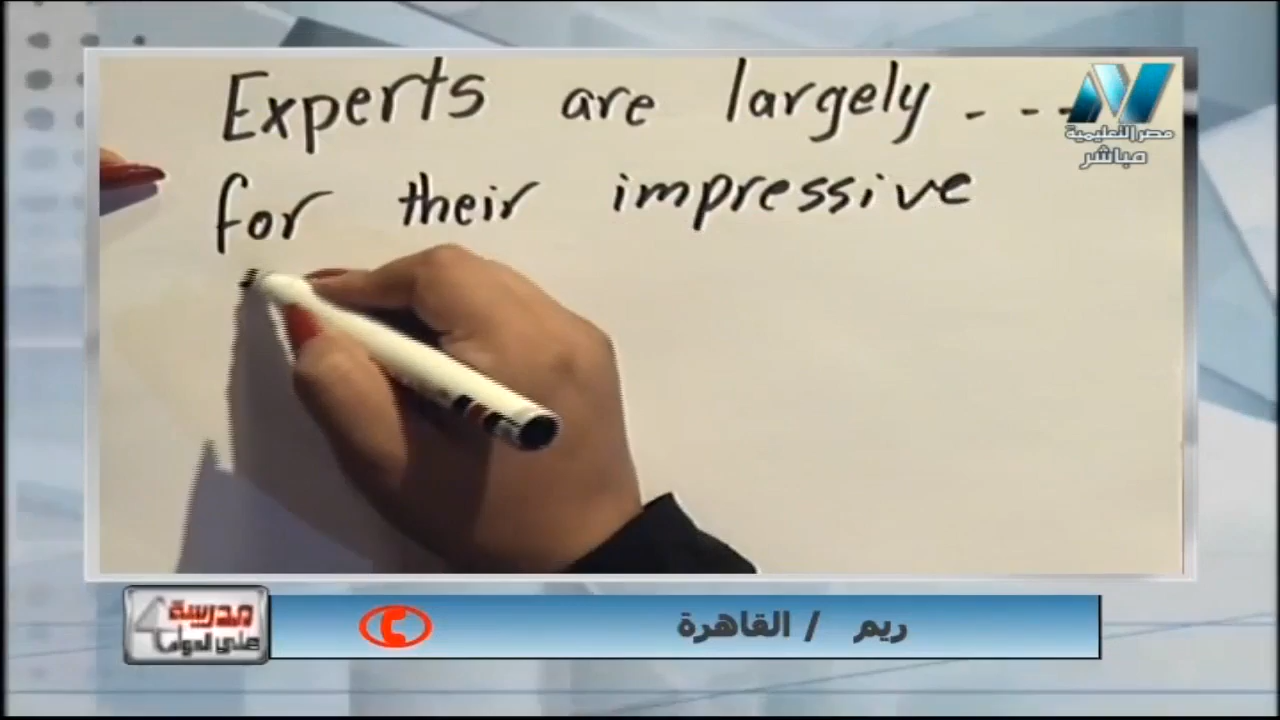 Experts are largely - - -
for their impressive
مصر التعليمية
مباشر
مدرسة
على الهواء
ريم / القاهرة